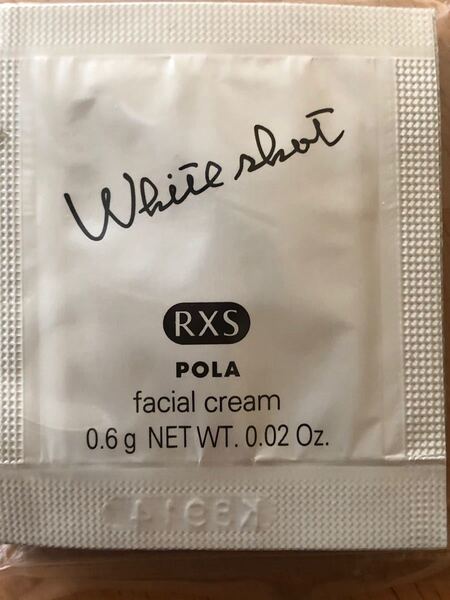 White shot
RXS
POLA
facial cream
0.6 g NET WT. 0.02 Oz.